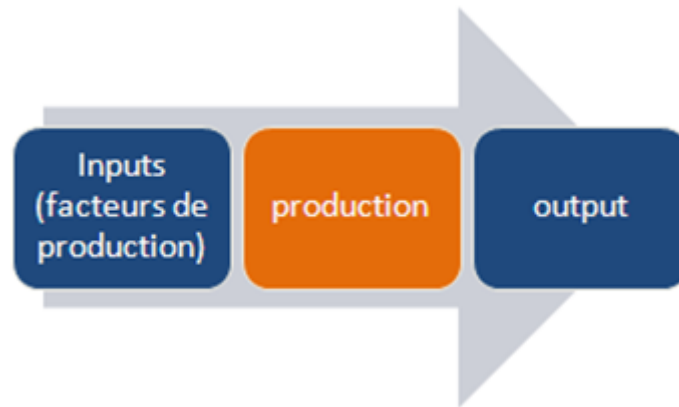 Inputs
(facteurs de
production)
production
output